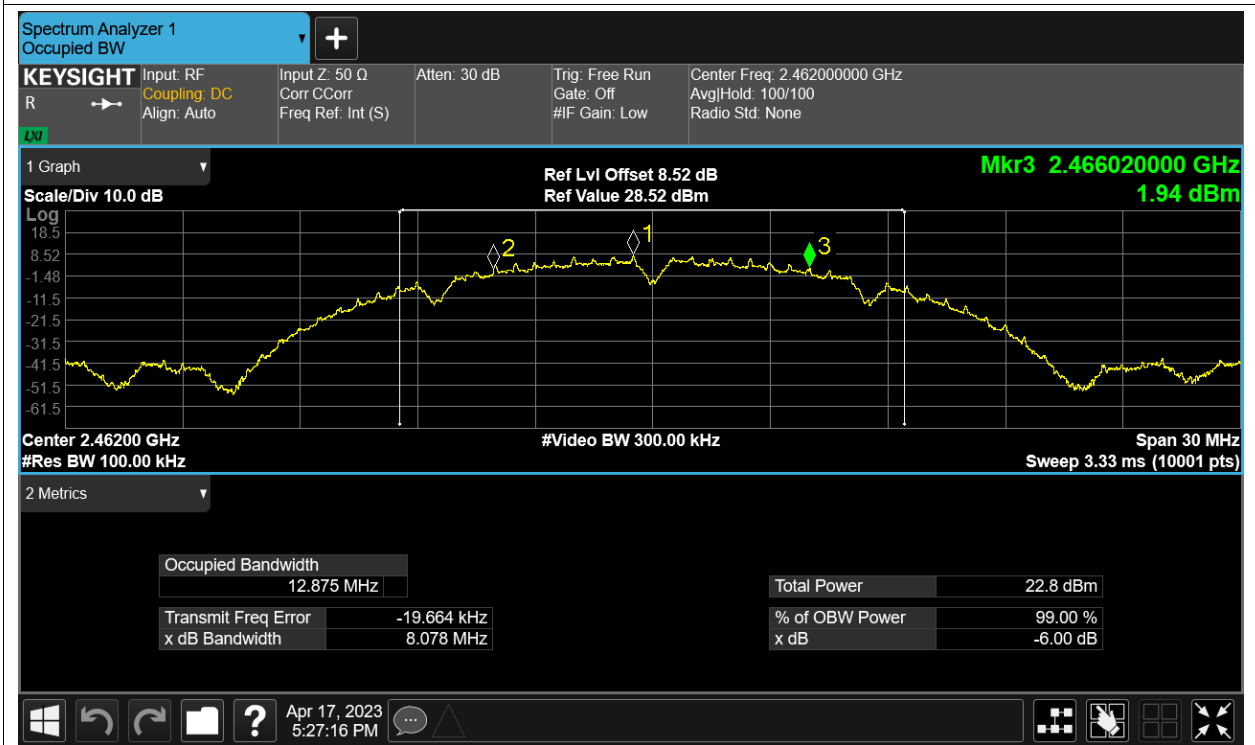 Spectrum Analyzer 1
Occupied BW
+
KEYSIGHT
R
LXI
Input: RF
Coupling: DC
Align: Auto
Input Z: 50 Ω
Corr CCorr
Freq Ref: Int (S)
Atten: 30 dB
Trig: Free Run
Gate: Off
#IF Gain: Low
Center Freq: 2.462000000 GHz
Avg|Hold: 100/100
Radio Std: None
1 Graph
Scale/Div 10.0 dB
Ref Lvl Offset 8.52 dB
Ref Value 28.52 dBm
Mkr3 2.466020000 GHz
1.94 dBm
Log
18.5
8.52
-1.48
-11.5
-21.5
-31.5
-41.5
-51.5
-61.5
2
1
3
Center 2.46200 GHz
#Res BW 100.00 kHz
#Video BW 300.00 kHz
Span 30 MHz
Sweep 3.33 ms (10001 pts)
2 Metrics
Occupied Bandwidth
12.875 MHz
Transmit Freq Error -19.664 kHz
x dB Bandwidth 8.078 MHz
Total Power 22.8 dBm
% of OBW Power 99.00 %
x dB -6.00 dB
?
Apr 17, 2023
5:27:16 PM